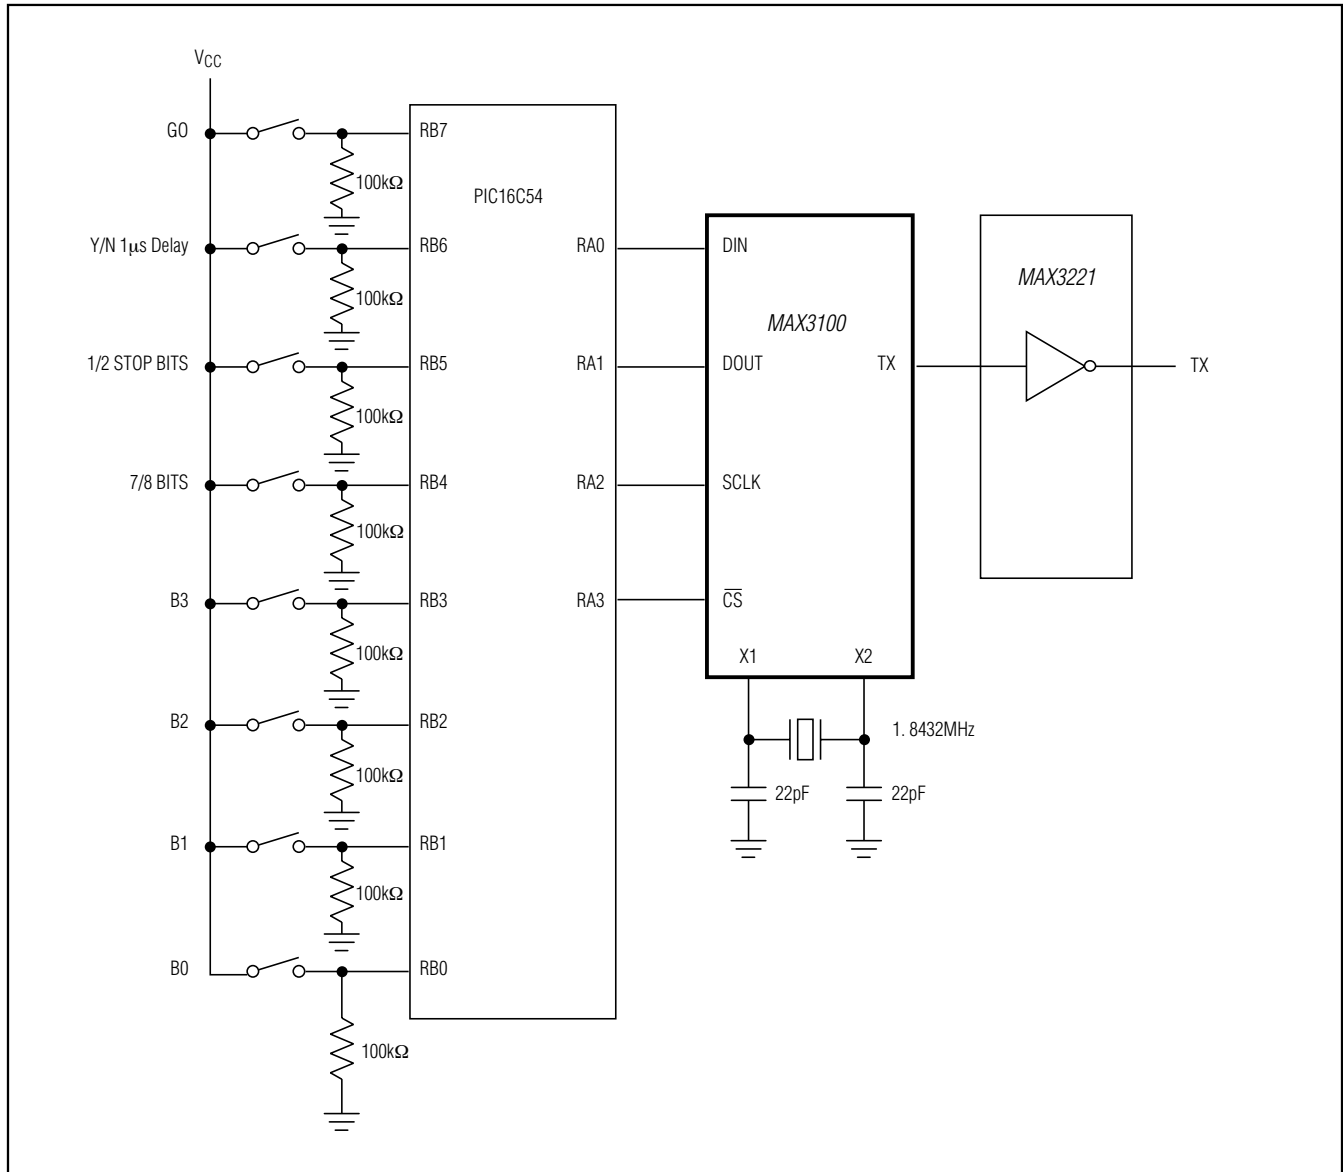 VCC
GO
RB7
100kΩ
PIC16C54
Y/N 1μs Delay
RB6
RA0
DIN
100kΩ
MAX3100
MAX3221
1/2 STOP BITS
RB5
RA1
DOUT
TX
TX
100kΩ
7/8 BITS
RB4
RA2
SCLK
100kΩ
B3
RB3
RA3
CS
100kΩ
X1
X2
B2
RB2
1. 8432MHz
100kΩ
22pF
22pF
B1
RB1
100kΩ
B0
RB0
100kΩ